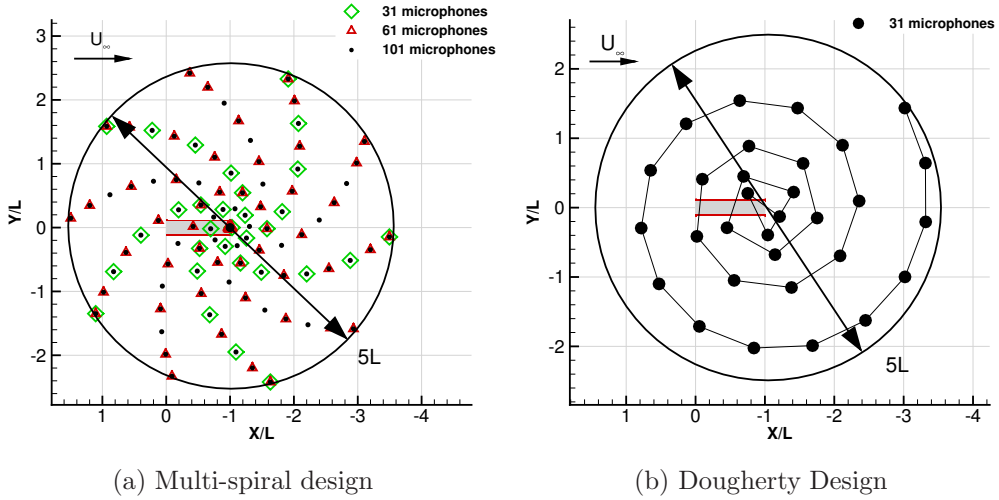 31 microphones
61 microphones
101 microphones
U∞
3
2
1
0
-1
-2
Y/L
5L
1 0 -1 -2 -3 -4
X/L
(a) Multi-spiral design
31 microphones
U∞
2
1
0
-1
-2
Y/L
5L
1 0 -1 -2 -3 -4
X/L
(b) Dougherty Design